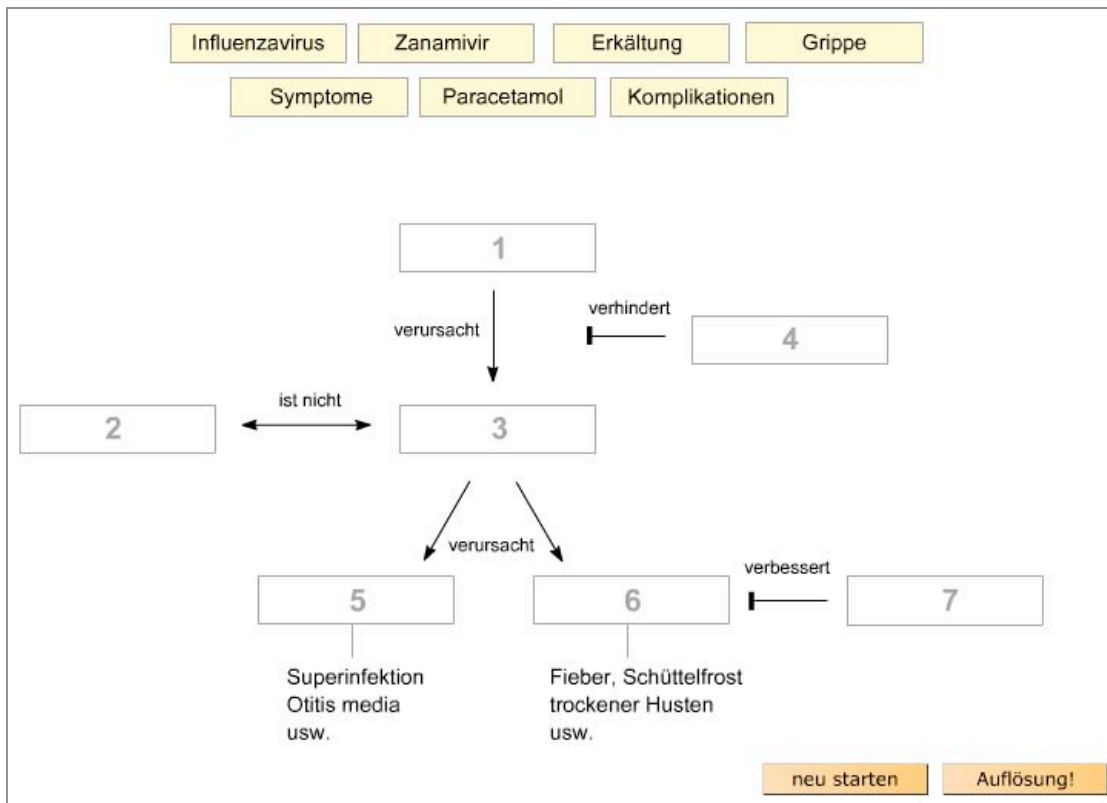 Influenzavirus Zanamivir Erkältung Grippe
Symptome Paracetamol Komplikationen
1
verhindert
verursacht
4
ist nicht
2
3
verursacht
verbessert
5
6
7
Superinfektion
Otitis media
usw.
Fieber, Schüttelfrost
trockener Husten
usw.
neu starten Auflösung!